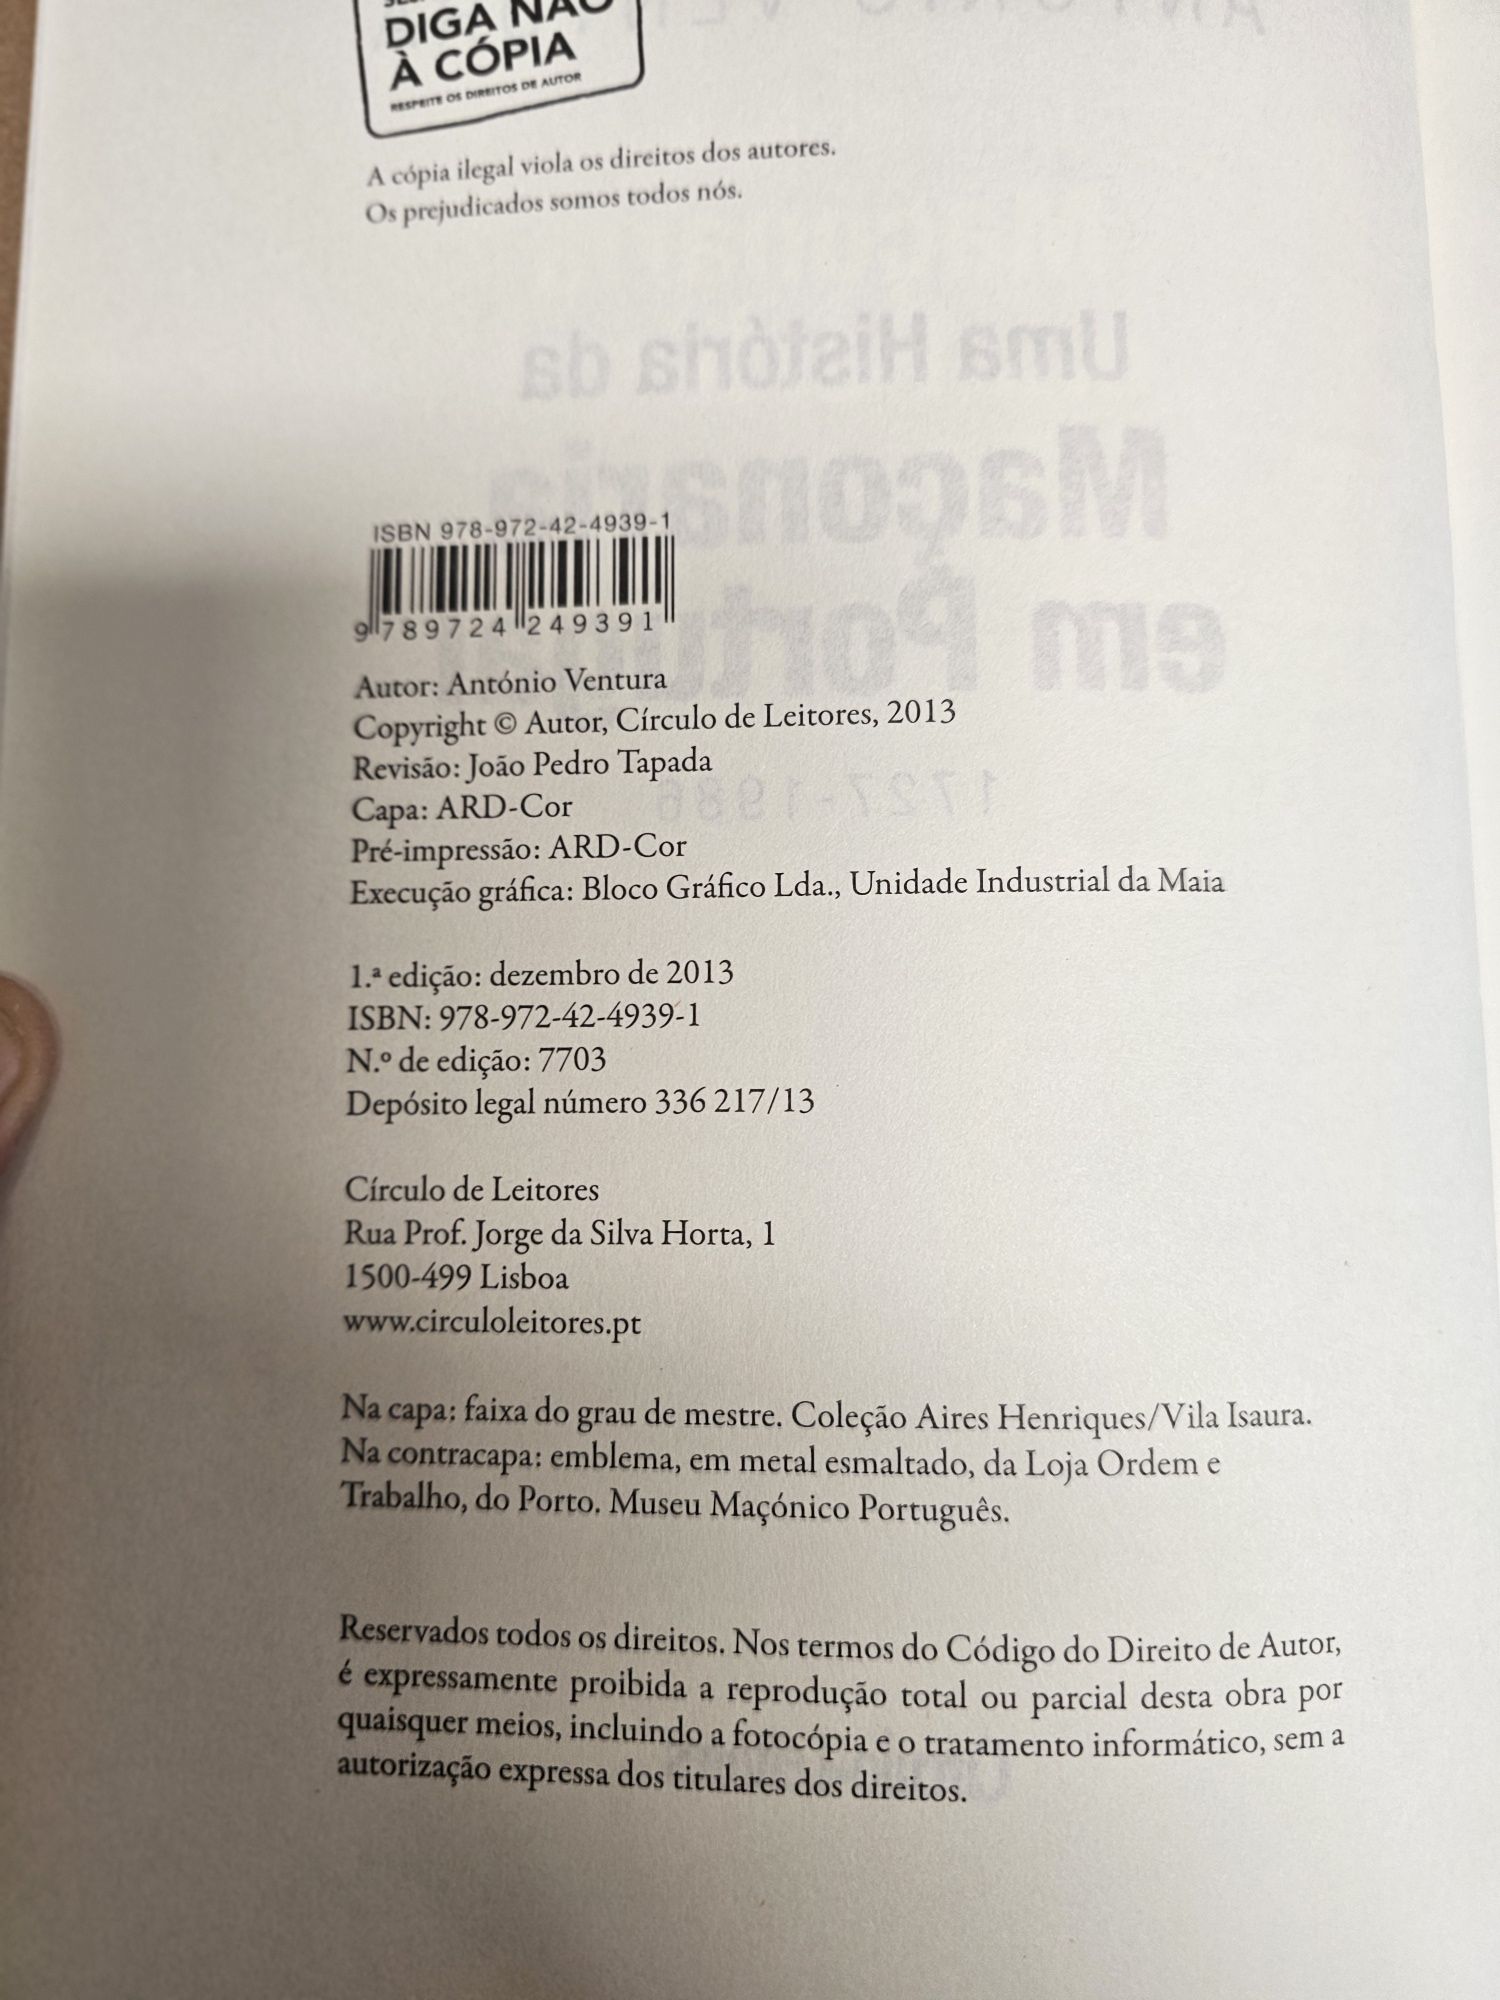 DIGA NÃO
À CÓPIA
RESPEITE OS DIREITOS DE AUTOR
A cópia ilegal viola os direitos dos autores.
Os prejudicados somos todos nós.
Uma História da
Maçonaria
em Portugal
1727-1986
ISBN 978-972-42-4939-1
9 789724 249391
Autor: António Ventura
Copyright © Autor, Círculo de Leitores, 2013
Revisão: João Pedro Tapada
Capa: ARD-Cor
Pré-impressão: ARD-Cor
Execução gráfica: Bloco Gráfico Lda., Unidade Industrial da Maia
1.ª edição: dezembro de 2013
ISBN: 978-972-42-4939-1
N.º de edição: 7703
Depósito legal número 336 217/13
Círculo de Leitores
Rua Prof. Jorge da Silva Horta, 1
1500-499 Lisboa
www.circuloleitores.pt
Na capa: faixa do grau de mestre. Coleção Aires Henriques/Vila Isaura.
Na contracapa: emblema, em metal esmaltado, da Loja Ordem e
Trabalho, do Porto. Museu Maçónico Português.
Reservados todos os direitos. Nos termos do Código do Direito de Autor,
é expressamente proibida a reprodução total ou parcial desta obra por
quaisquer meios, incluindo a fotocópia e o tratamento informático, sem a
autorização expressa dos titulares dos direitos.